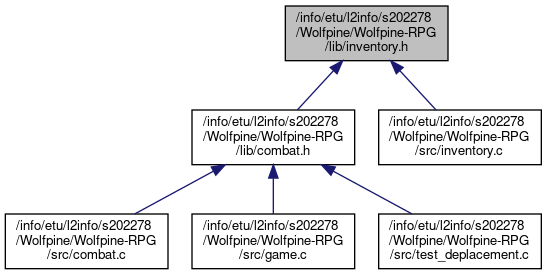 /info/etu/l2info/s202278
/Wolfpine/Wolfpine-RPG
/lib/inventory.h
/info/etu/l2info/s202278
/Wolfpine/Wolfpine-RPG
/lib/combat.h
/info/etu/l2info/s202278
/Wolfpine/Wolfpine-RPG
/src/inventory.c
/info/etu/l2info/s202278
/Wolfpine/Wolfpine-RPG
/src/combat.c
/info/etu/l2info/s202278
/Wolfpine/Wolfpine-RPG
/src/game.c
/info/etu/l2info/s202278
/Wolfpine/Wolfpine-RPG
/src/test_deplacement.c